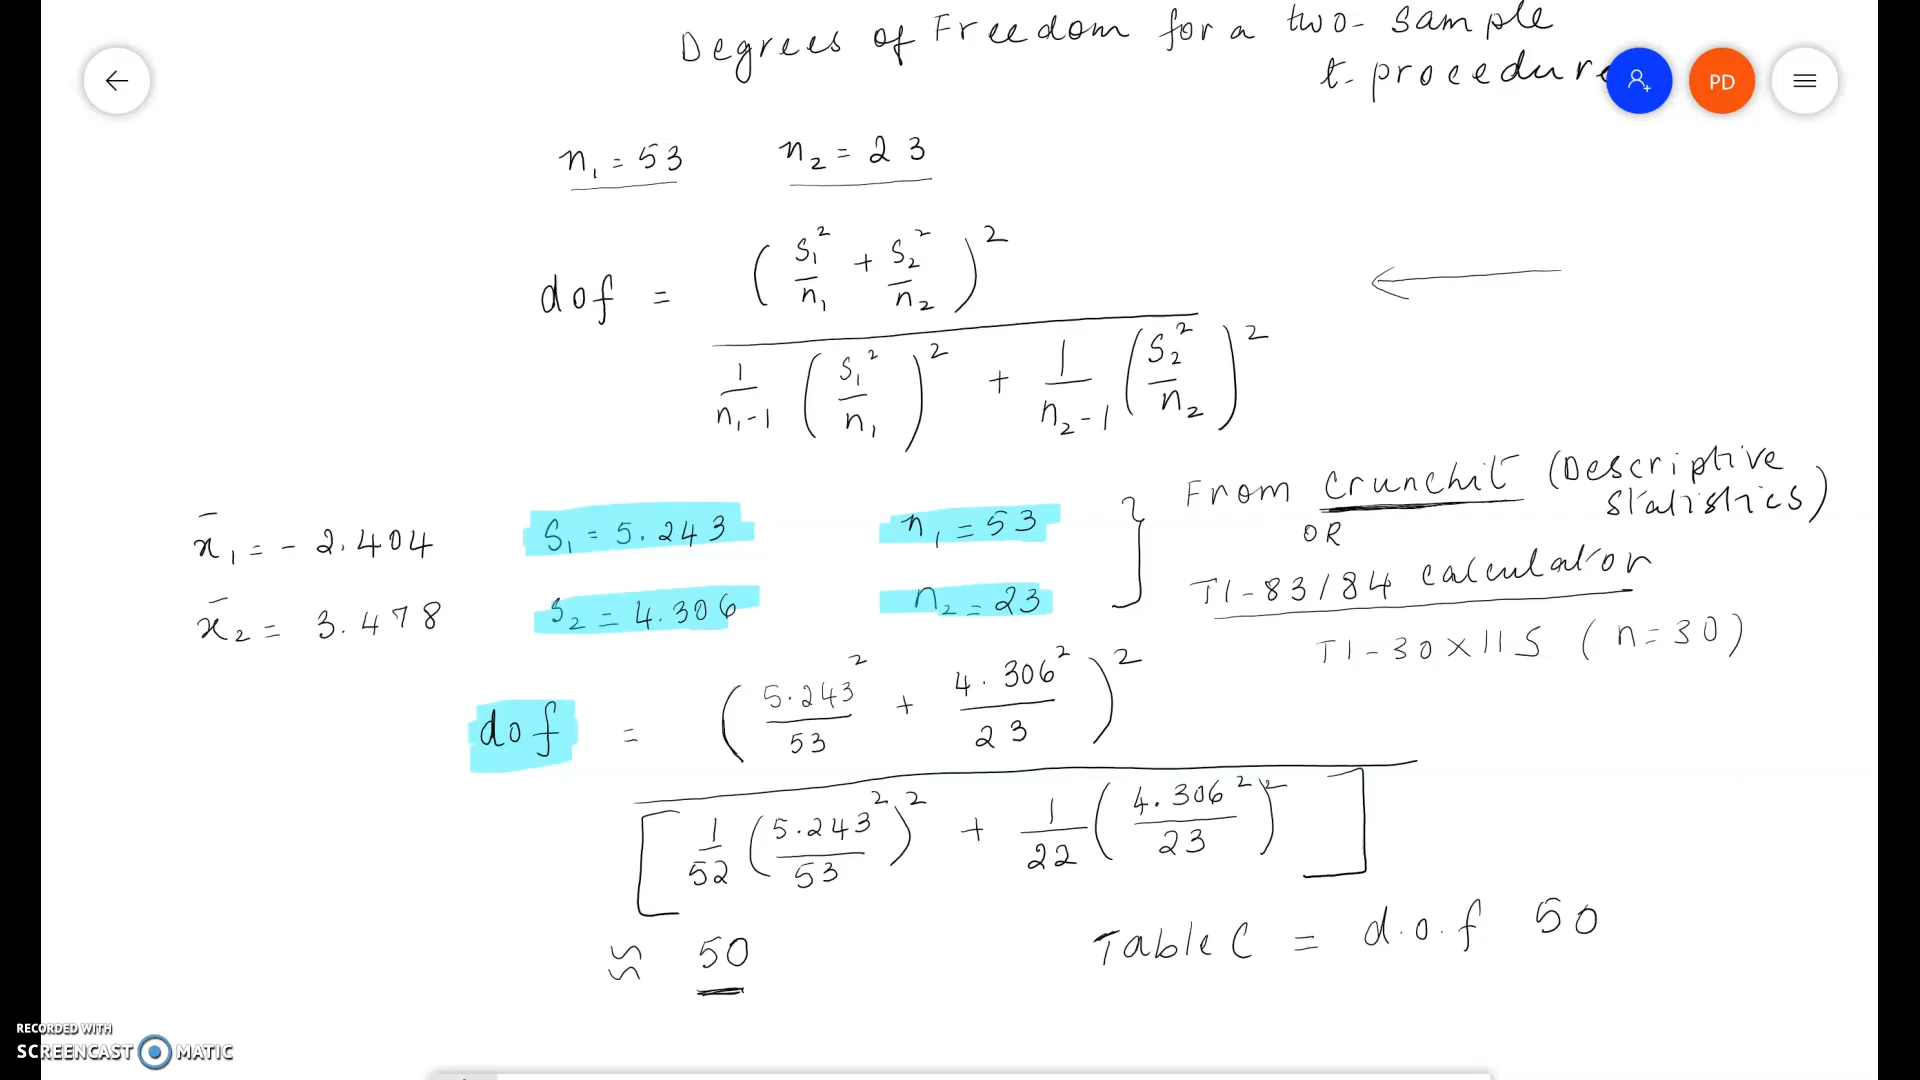 Degrees of Freedom for a two-sample
t-procedure
PD
n₁ = 53 n₂ = 23
dof = (s₁²/n₁ + s₂²/n₂)² / (1/(n₁-1) (s₁²/n₁)² + 1/(n₂-1) (s₂²/n₂)²)
x̄₁ = - 2.404 S₁ = 5.243 n₁ = 53 } From Crunchit (Descriptive statistics)
OR
x̄₂ = 3.478 S₂ = 4.306 n₂ = 23 TI-83/84 calculator
TI-30XIIS (n=30)
dof = (5.243²/53 + 4.306²/23)² / [1/52 (5.243²/53)² + 1/22 (4.306²/23)²]
≈ 50 Table C = d.o.f 50
RECORDED WITH
SCREENCAST MATIC